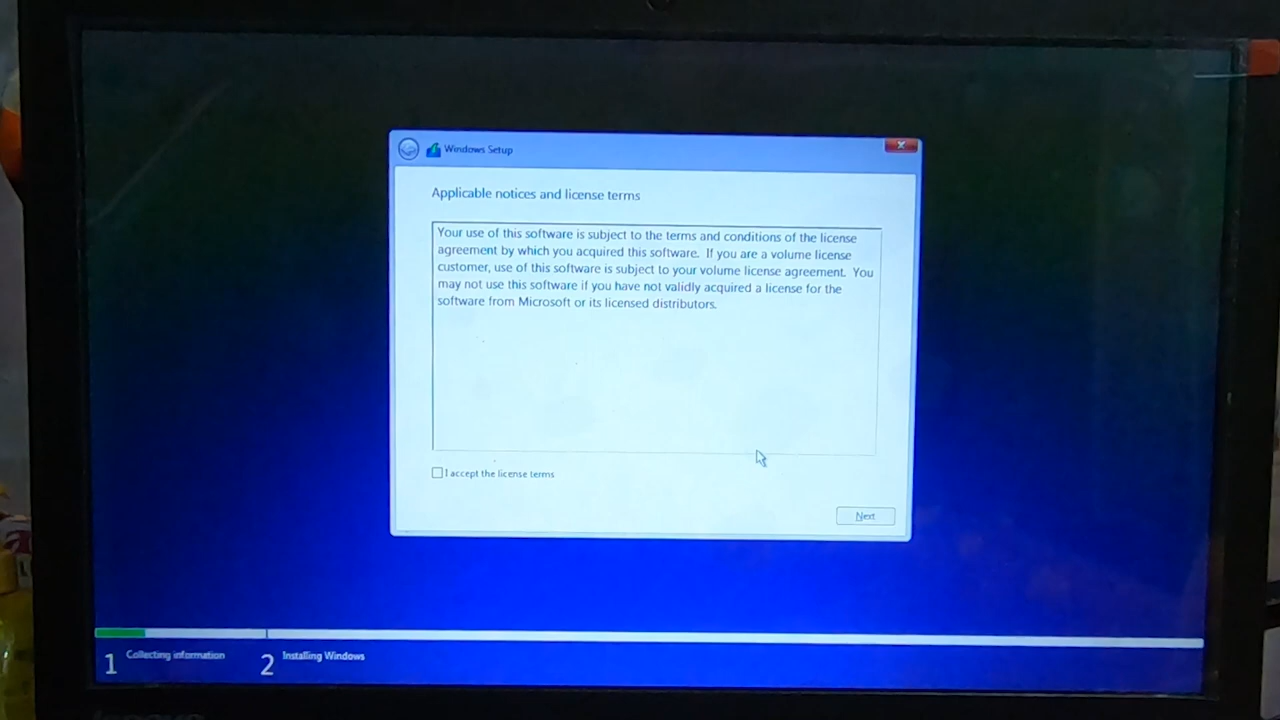 Windows Setup
Applicable notices and license terms
Your use of this software is subject to the terms and conditions of the license
agreement by which you acquired this software. If you are a volume license
customer, use of this software is subject to your volume license agreement. You
may not use this software if you have not validly acquired a license for the
software from Microsoft or its licensed distributors.
I accept the license terms
Next
1 Collecting information
2 Installing Windows